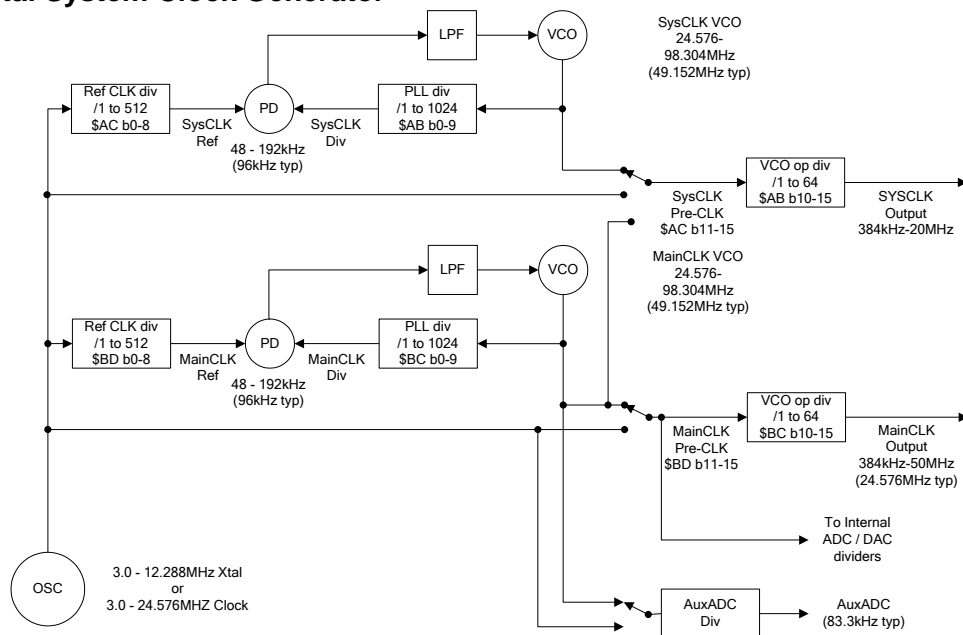 tal System Clock Generator
LPF
VCO
SysCLK VCO
24.576-
98.304MHz
(49.152MHz typ)
Ref CLK div
/1 to 512
$AC b0-8
SysCLK
Ref
PD
48 - 192kHz
(96kHz typ)
SysCLK
Div
PLL div
/1 to 1024
$AB b0-9
SysCLK
Pre-CLK
$AC b11-15
VCO op div
/1 to 64
$AB b10-15
SYSCLK
Output
384kHz-20MHz
LPF
VCO
MainCLK VCO
24.576-
98.304MHz
(49.152MHz typ)
Ref CLK div
/1 to 512
$BD b0-8
MainCLK
Ref
PD
48 - 192kHz
(96kHz typ)
MainCLK
Div
PLL div
/1 to 1024
$BC b0-9
MainCLK
Pre-CLK
$BD b11-15
VCO op div
/1 to 64
$BC b10-15
MainCLK
Output
384kHz-50MHz
(24.576MHz typ)
To Internal
ADC / DAC
dividers
OSC
3.0 - 12.288MHz Xtal
or
3.0 - 24.576MHZ Clock
AuxADC
Div
AuxADC
(83.3kHz typ)